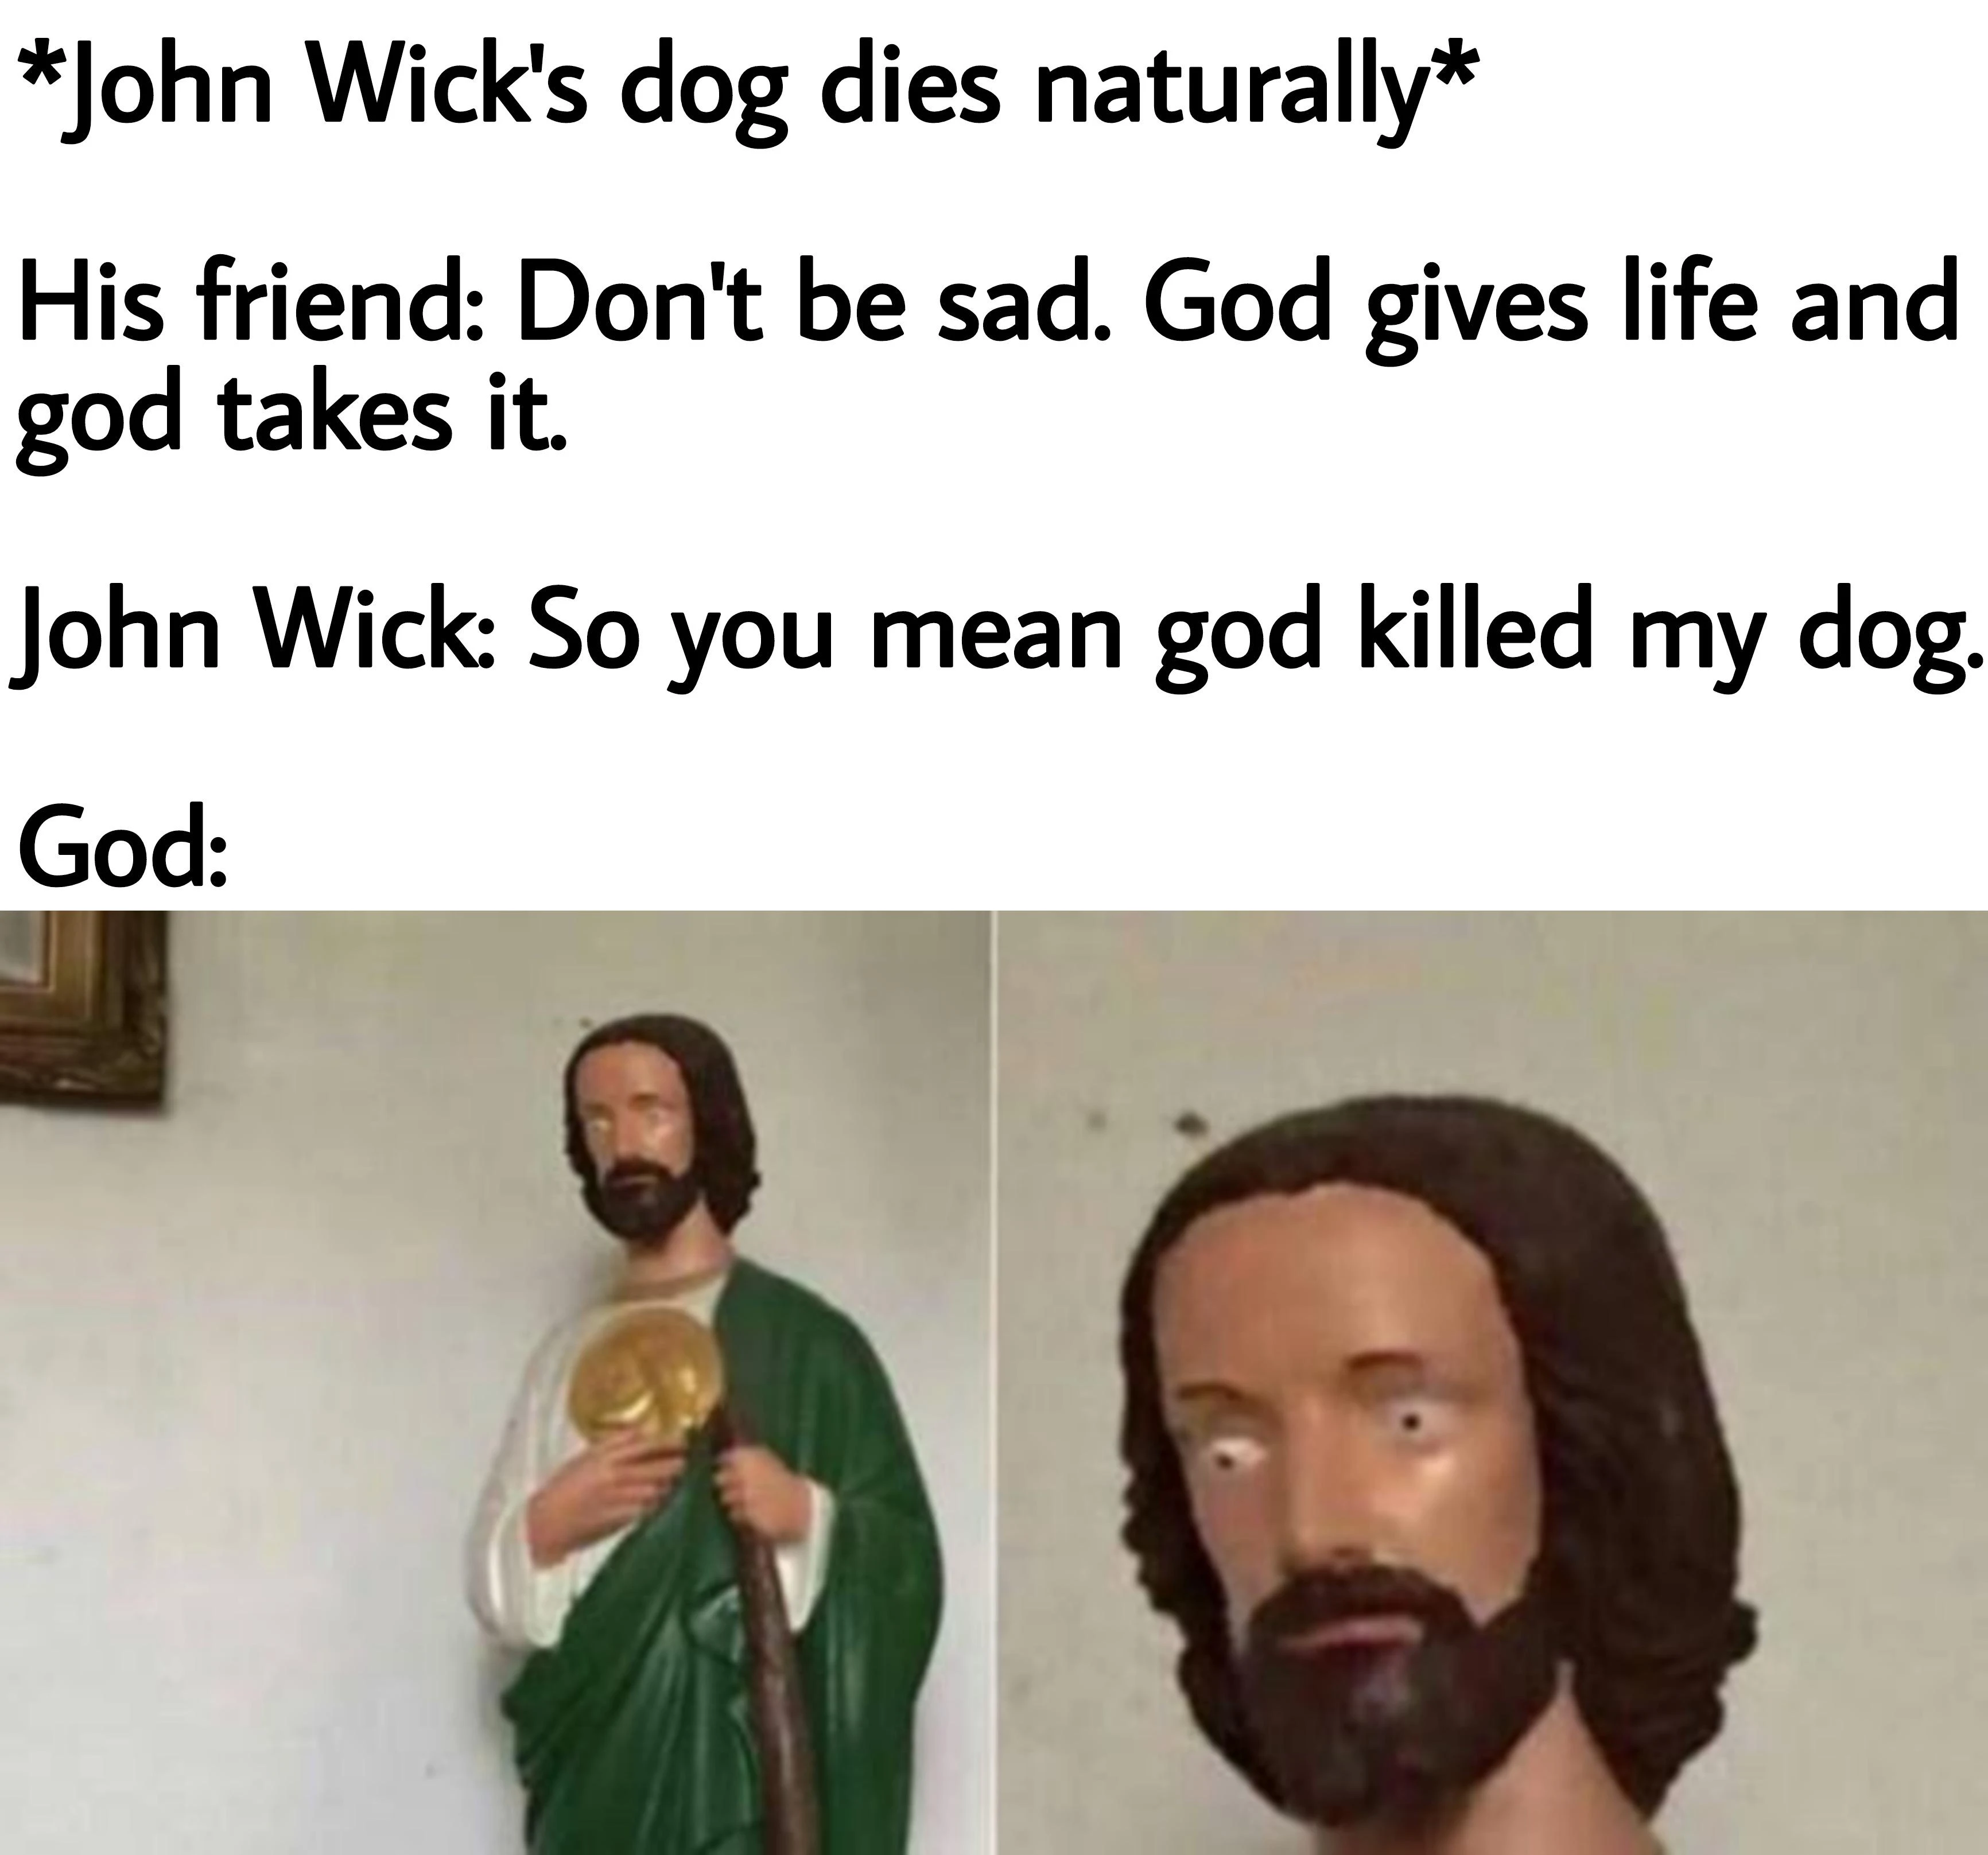 *John Wick's dog dies naturally*
His friend: Don't be sad. God gives life and
god takes it.
John Wick: So you mean god killed my dog.
God: